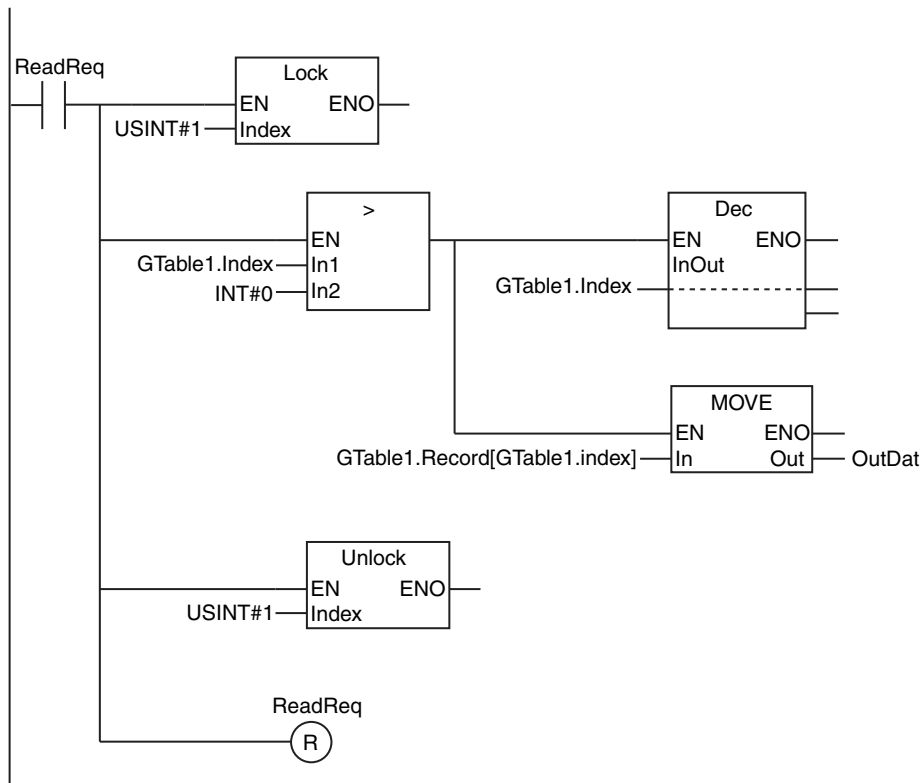 ReadReq
Lock
EN ENO
USINT#1 Index
>
EN
GTable1.Index In1
INT#0 In2
Dec
EN ENO
InOut
GTable1.Index
MOVE
EN ENO
GTable1.Record[GTable1.index] In Out OutDat
Unlock
EN ENO
USINT#1 Index
ReadReq
R